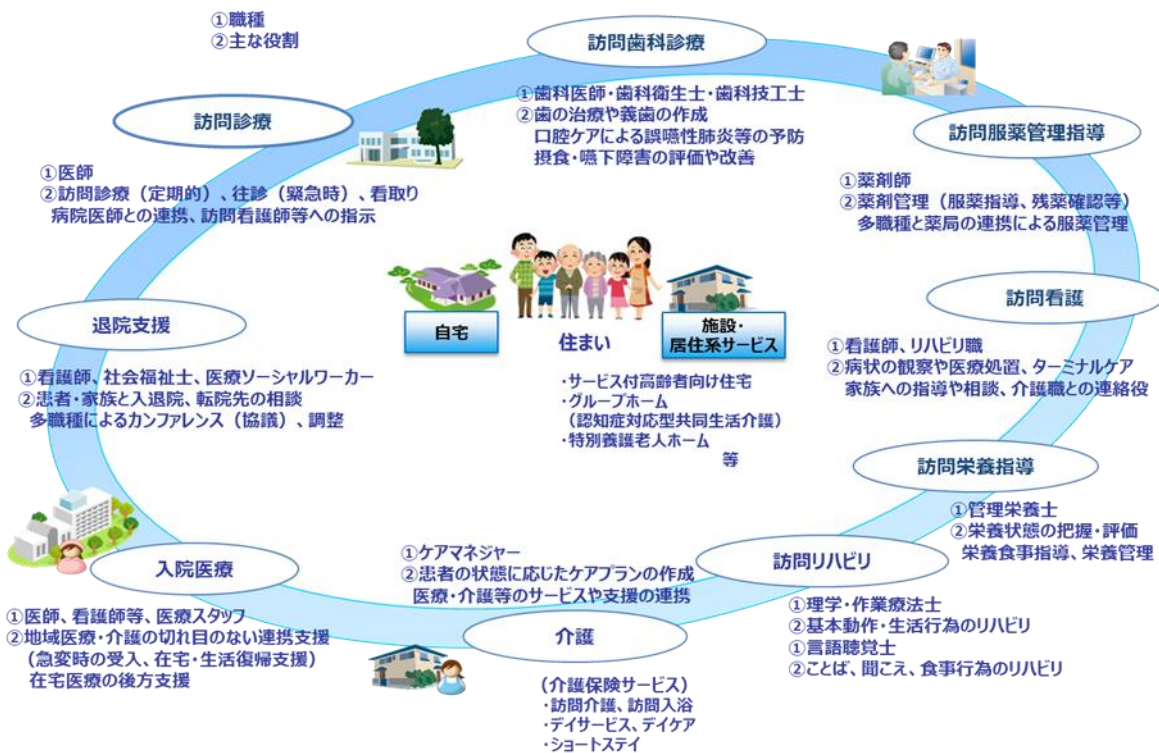 ①職種
②主な役割
訪問歯科診療
①歯科医師・歯科衛生士・歯科技工士
②歯の治療や義歯の作成
口腔ケアによる誤嚥性肺炎等の予防
摂食・嚥下障害の評価や改善
訪問診療
①医師
②訪問診療（定期的）、往診（緊急時）、看取り
病院医師との連携、訪問看護師等への指示
訪問服薬管理指導
①薬剤師
②薬剤管理（服薬指導、残薬確認等）
多職種と薬局の連携による服薬管理
自宅
住まい
施設・
居住系サービス
・サービス付高齢者向け住宅
・グループホーム
（認知症対応型共同生活介護）
・特別養護老人ホーム
等
訪問看護
①看護師、リハビリ職
②病状の観察や医療処置、ターミナルケア
家族への指導や相談、介護職との連絡役
退院支援
①看護師、社会福祉士、医療ソーシャルワーカー
②患者・家族と入退院、転院先の相談
多職種によるカンファレンス（協議）、調整
訪問栄養指導
①管理栄養士
②栄養状態の把握・評価
栄養食事指導、栄養管理
訪問リハビリ
①理学・作業療法士
②基本動作・生活行為のリハビリ
①言語聴覚士
②ことば、聞こえ、食事行為のリハビリ
①ケアマネジャー
②患者の状態に応じたケアプランの作成
医療・介護等のサービスや支援の連携
介護
（介護保険サービス）
・訪問介護、訪問入浴
・デイサービス、デイケア
・ショートステイ
入院医療
①医師、看護師等、医療スタッフ
②地域医療・介護の切れ目のない連携支援
（急変時の受入、在宅・生活復帰支援）
在宅医療の後方支援